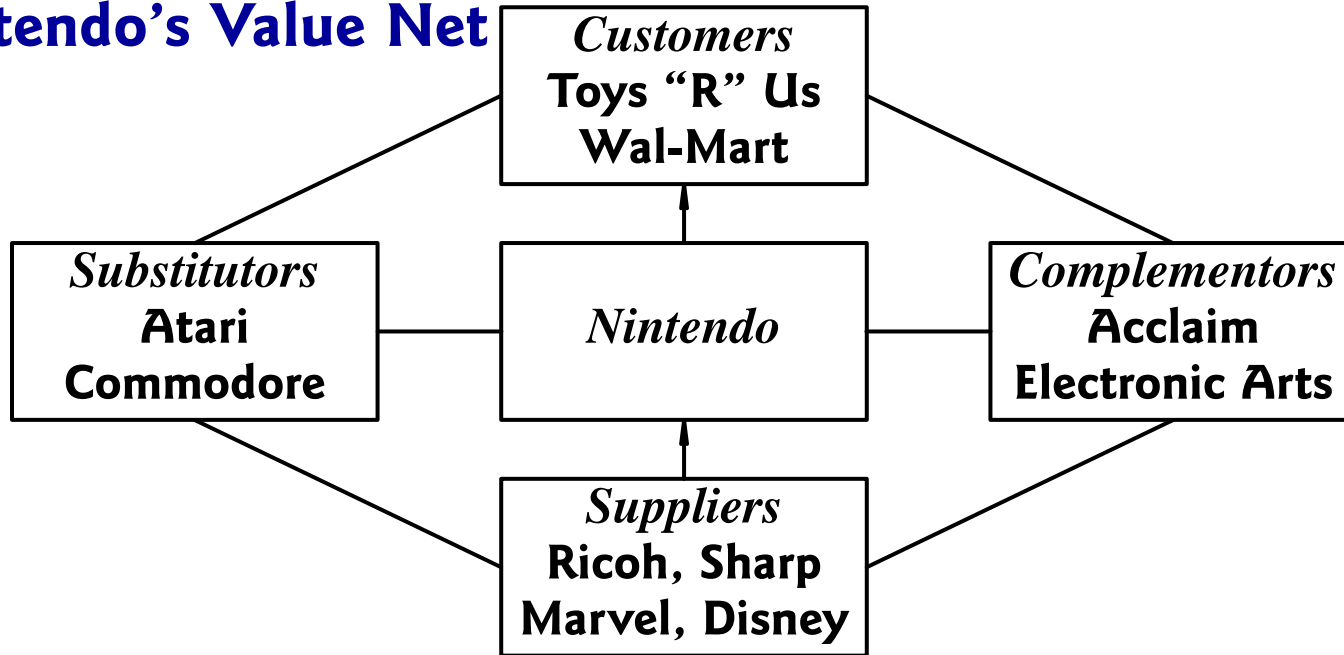 tendo’s Value Net
Customers
Toys “R” Us
Wal-Mart
Substitutors
Atari
Commodore
Nintendo
Complementors
Acclaim
Electronic Arts
Suppliers
Ricoh, Sharp
Marvel, Disney